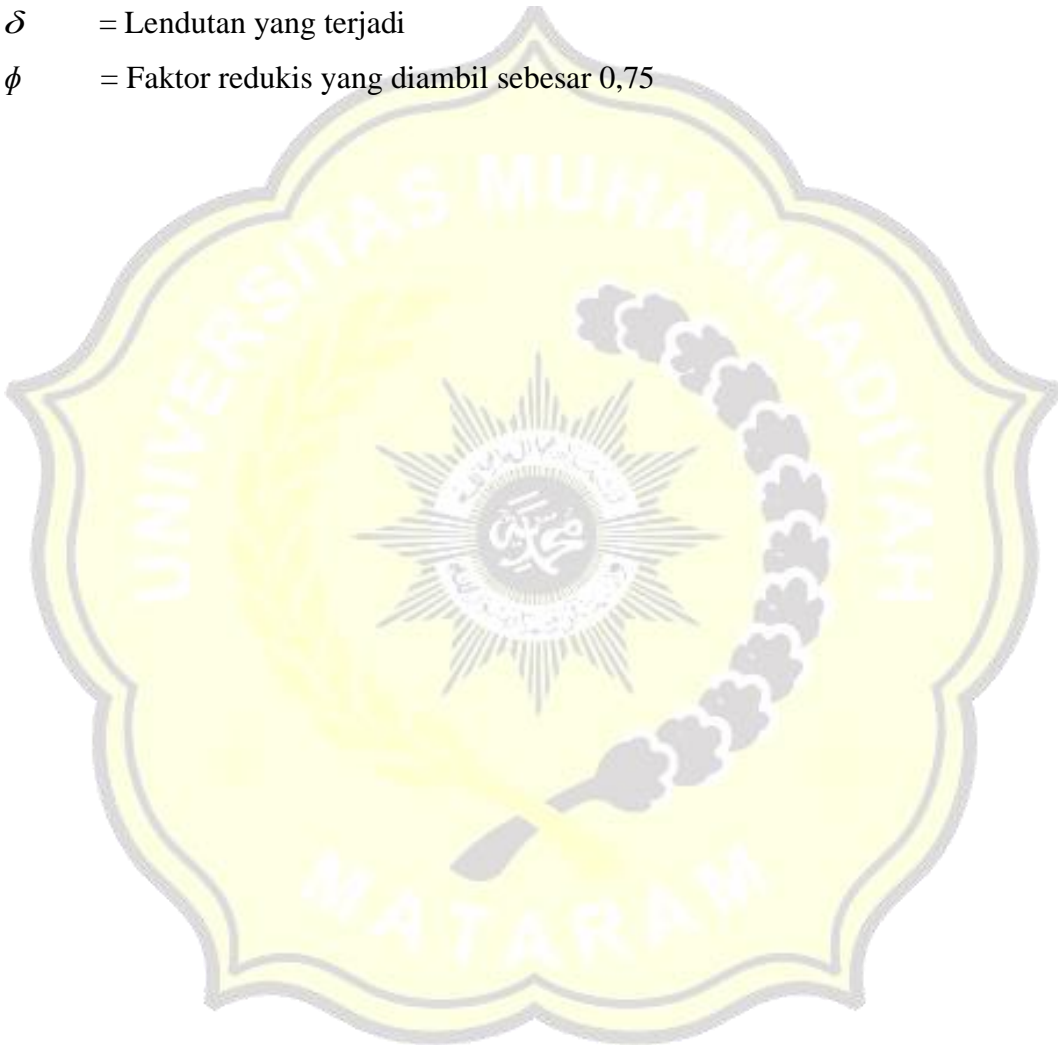 δ = Lendutan yang terjadi
ϕ = Faktor redukis yang diambil sebesar 0,75
UNIVERSITAS MUHAMMADIYAH
MATARAM